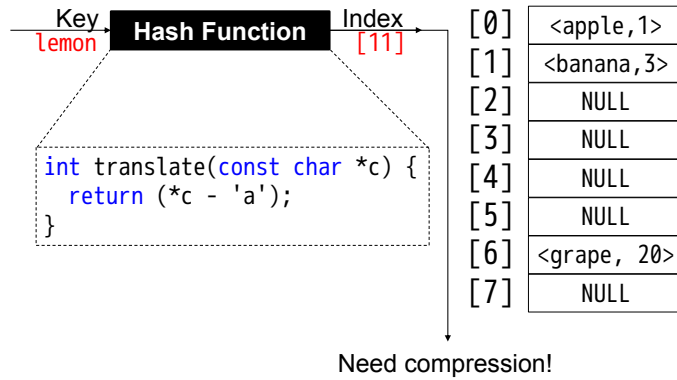 Key
lemon
Hash Function
Index
[11]
int translate(const char *c) {
return (*c - 'a');
}
[0] <apple,1>
[1] <banana,3>
[2] NULL
[3] NULL
[4] NULL
[5] NULL
[6] <grape, 20>
[7] NULL
Need compression!